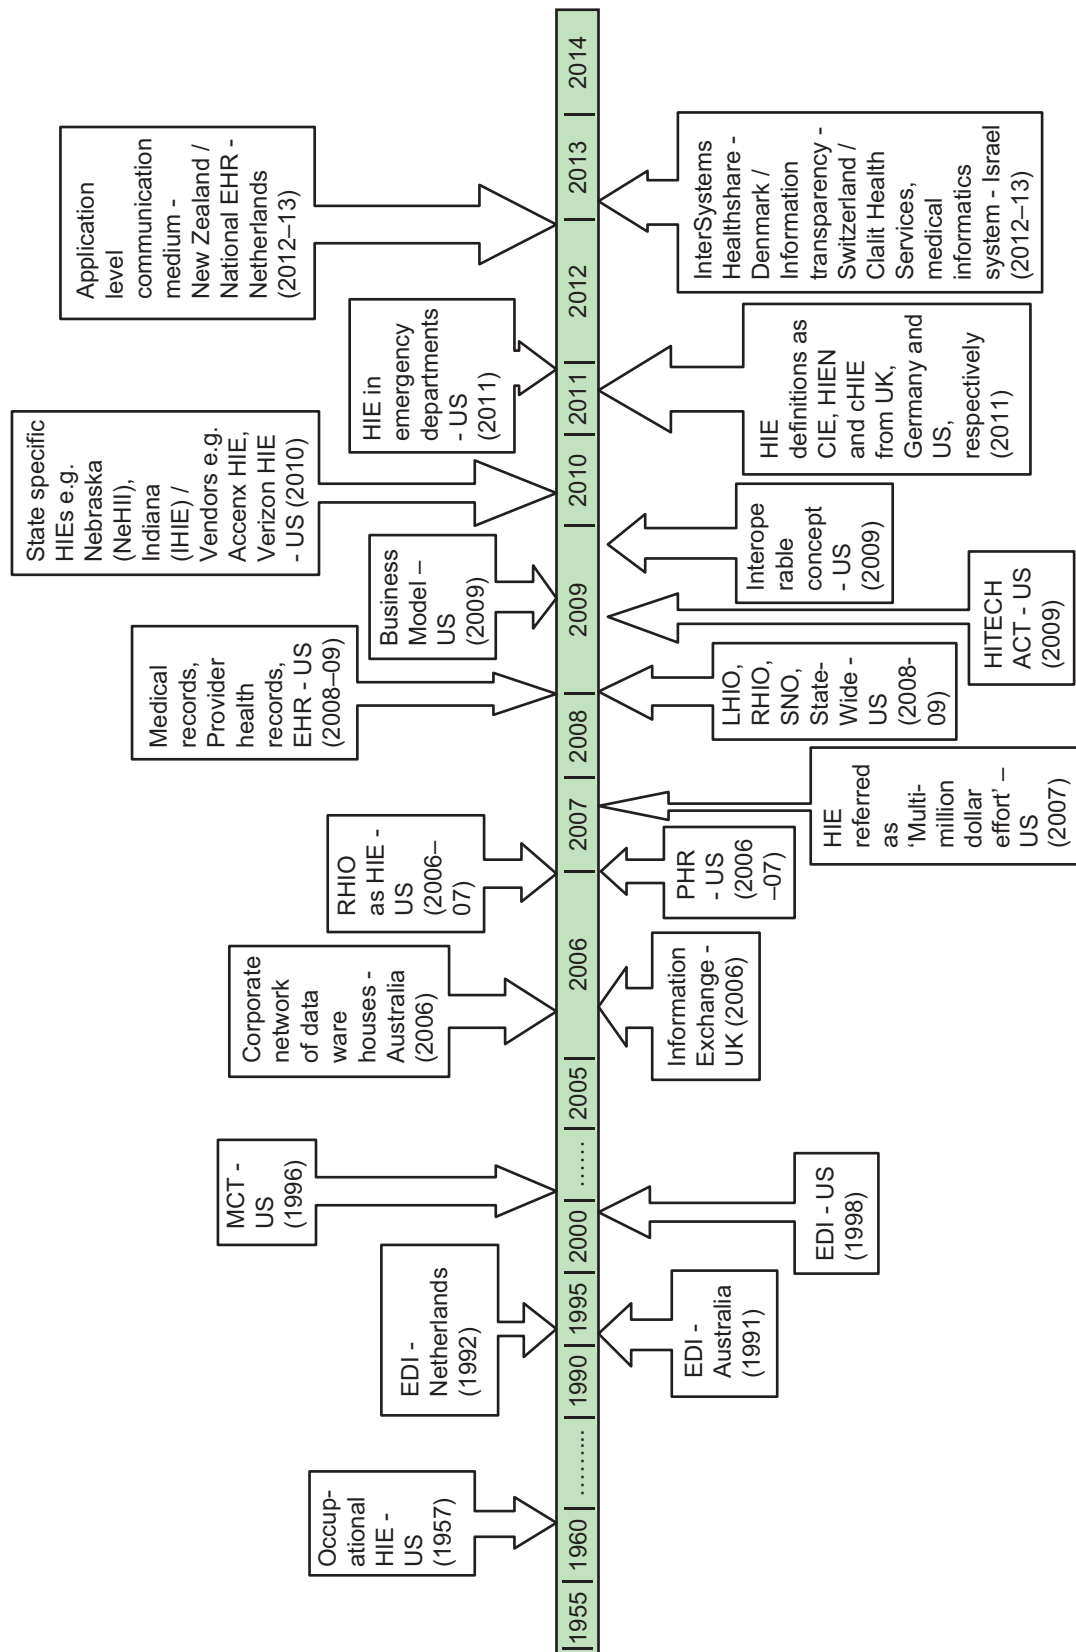 Occup-
ational
HIE -
US
(1957)
EDI -
Netherlands
(1992)
MCT -
US
(1996)
Corporate
network
of data
ware
houses -
Australia
(2006)
RHIO
as HIE -
US
(2006–
07)
Medical
records,
Provider
health
records,
EHR - US
(2008–09)
Business
Model –
US
(2009)
State specific
HIEs e.g.
Nebraska
(NeHII),
Indiana
(IHIE) /
Vendors e.g.
Accenx HIE,
Verizon HIE
- US (2010)
HIE in
emergency
departments
- US
(2011)
Application
level
communication
medium -
New Zealand /
National EHR -
Netherlands
(2012–13)
1955 1960 ......... 1990 1995 2000 ...... 2005 2006 2007 2008 2009 2010 2011 2012 2013 2014
EDI -
Australia
(1991)
EDI - US
(1998)
Information
Exchange -
UK (2006)
PHR
- US
(2006
–07)
HIE
referred
as
‘Multi-
million
dollar
effort’ –
US
(2007)
LHIO,
RHIO,
SNO,
State-
Wide -
US
(2008-
09)
HITECH
ACT - US
(2009)
Interope
rable
concept
- US
(2009)
HIE
definitions as
CIE, HIEN
and cHIE
from UK,
Germany and
US,
respectively
(2011)
InterSystems
Healthshare -
Denmark /
Information
transparency -
Switzerland /
Clalit Health
Services,
medical
informatics
system - Israel
(2012–13)